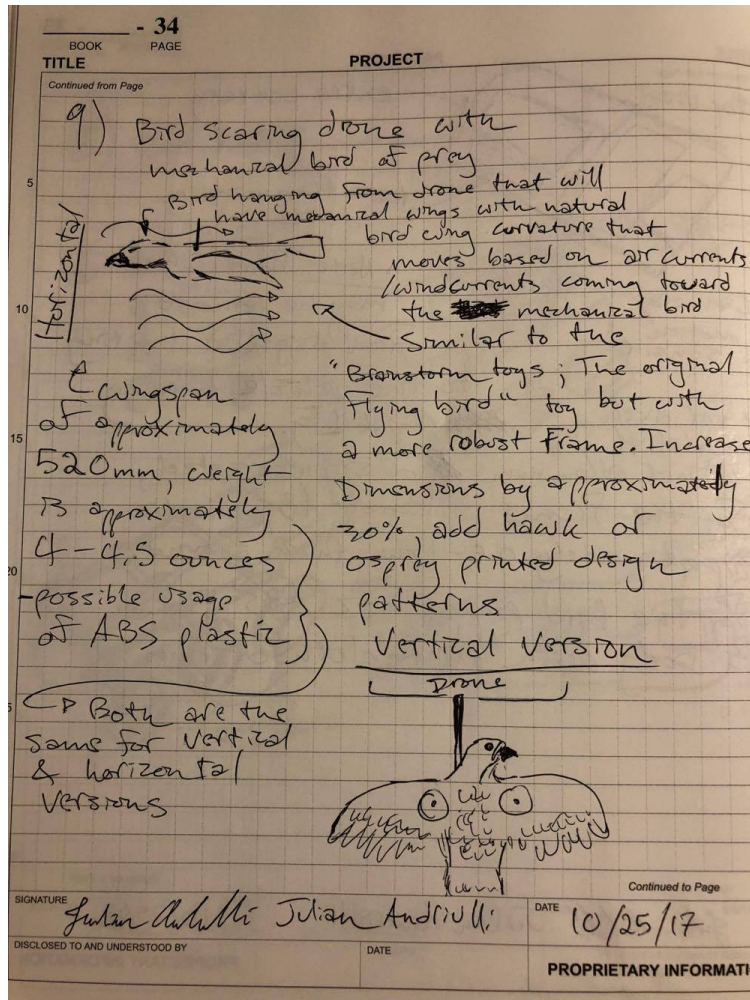 - 34
BOOK PAGE
TITLE PROJECT
Continued from Page
9) Bird scaring drone with
mechanical bird of prey
Bird hanging from drone that will
have mechanical wings with natural
bird wing curvature that
moves based on air currents
/windcurrents coming toward
the mechanical bird
Similar to the
"Brainstorm toys; The original
Flying bird" toy but with
a more robust frame. Increase
Dimensions by approximately
30%, add hawk or
osprey printed design
patterns
Horizontal
wingspan
of approximately
520mm, weight
is approximately
4-4.5 ounces
-possible usage
of ABS plastic
Both are the
same for vertical
& horizontal
versions
Vertical Version
Drone
5
10
15
20
5
Continued to Page
SIGNATURE Julian Andriulli
DATE 10/25/17
DISCLOSED TO AND UNDERSTOOD BY
DATE
PROPRIETARY INFORMATI